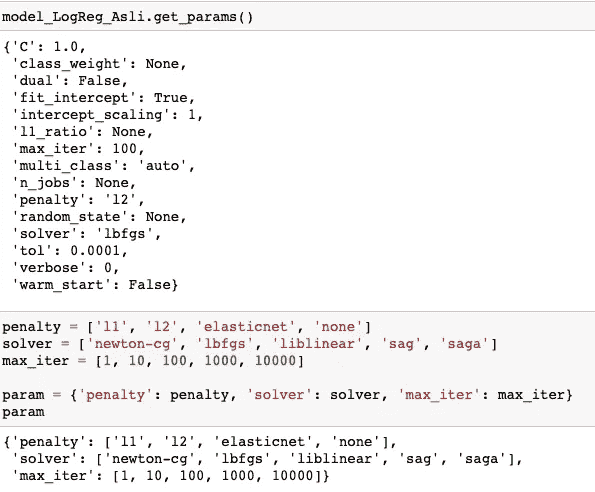 model_LogReg_Asli.get_params()
{'C': 1.0,
 'class_weight': None,
 'dual': False,
 'fit_intercept': True,
 'intercept_scaling': 1,
 'l1_ratio': None,
 'max_iter': 100,
 'multi_class': 'auto',
 'n_jobs': None,
 'penalty': 'l2',
 'random_state': None,
 'solver': 'lbfgs',
 'tol': 0.0001,
 'verbose': 0,
 'warm_start': False}
penalty = ['l1', 'l2', 'elasticnet', 'none']
solver = ['newton-cg', 'lbfgs', 'liblinear', 'sag', 'saga']
max_iter = [1, 10, 100, 1000, 10000]
param = {'penalty': penalty, 'solver': solver, 'max_iter': max_iter}
param
{'penalty': ['l1', 'l2', 'elasticnet', 'none'],
 'solver': ['newton-cg', 'lbfgs', 'liblinear', 'sag', 'saga'],
 'max_iter': [1, 10, 100, 1000, 10000]}